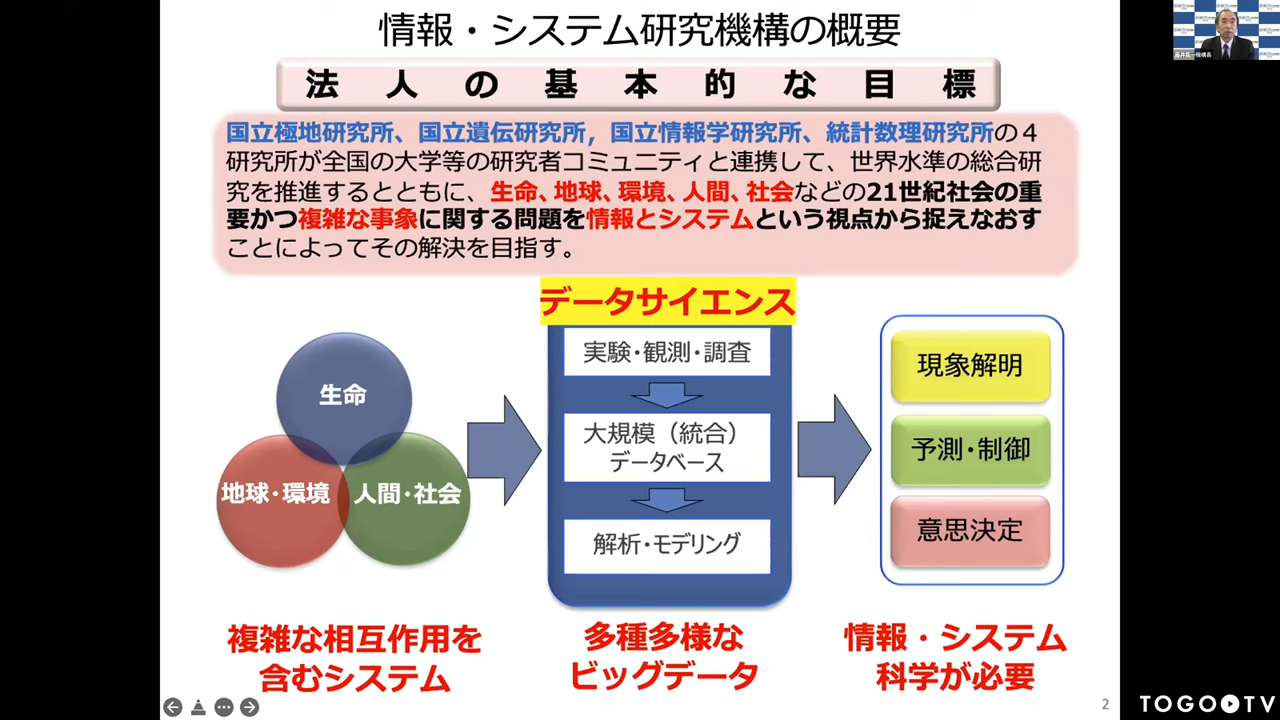 情報・システム研究機構の概要
法人の基本的な目標
国立極地研究所、国立遺伝研究所，国立情報学研究所、統計数理研究所の４
研究所が全国の大学等の研究者コミュニティと連携して、世界水準の総合研
究を推進するとともに、生命、地球、環境、人間、社会などの21世紀社会の重
要かつ複雑な事象に関する問題を情報とシステムという視点から捉えなおす
ことによってその解決を目指す。
生命
地球・環境
人間・社会
複雑な相互作用を
含むシステム
データサイエンス
実験・観測・調査
大規模（統合）
データベース
解析・モデリング
多種多様な
ビッグデータ
現象解明
予測・制御
意思決定
情報・システム
科学が必要
2
TOGOTV